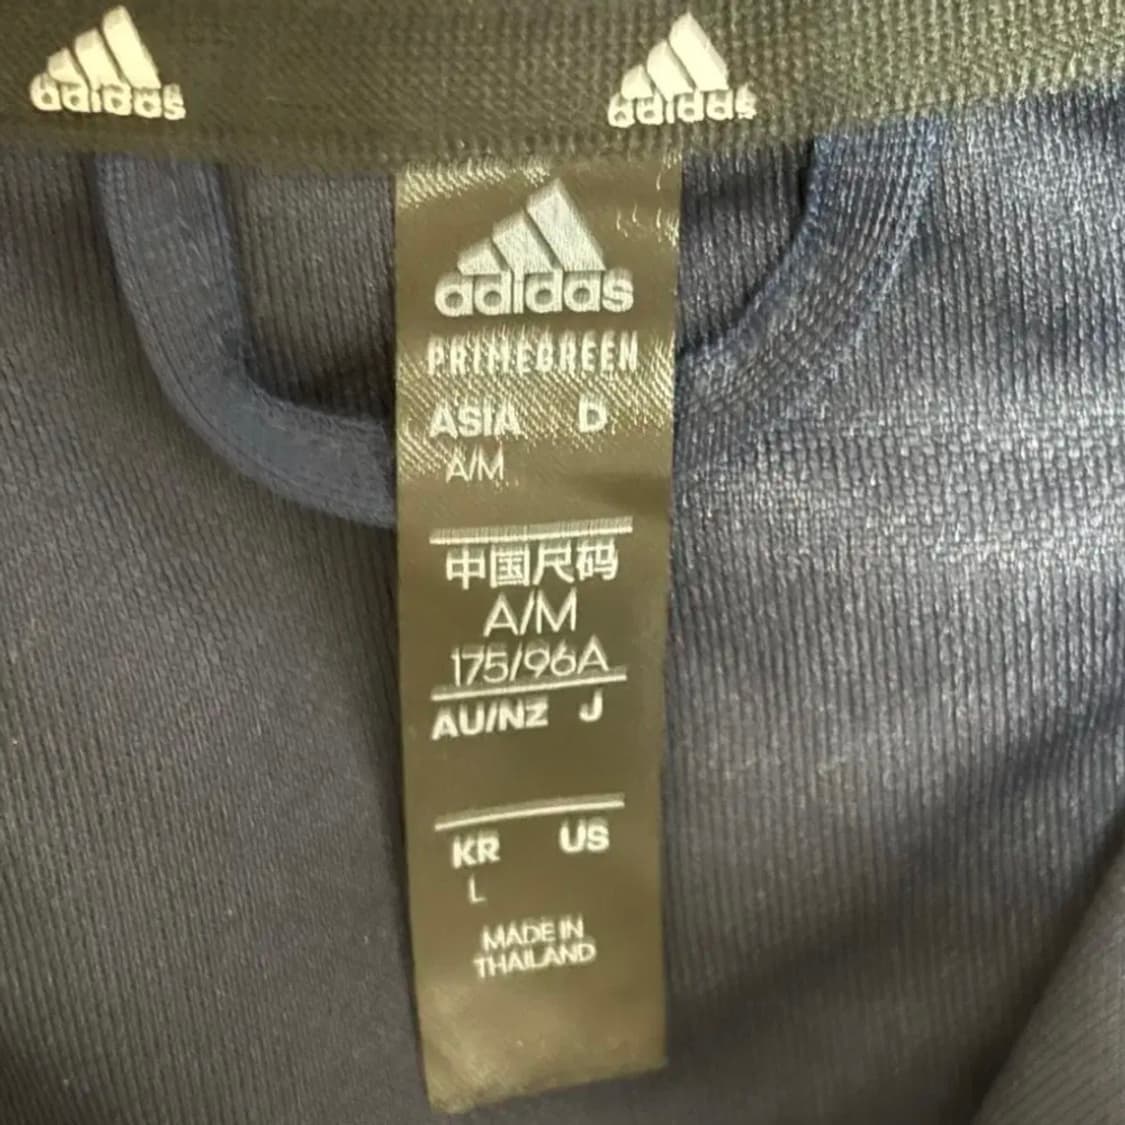 adidas adidas
adidas
PRIMEGREEN
ASIA D
A/M
中国尺码
A/M
175/96A
AU/NZ J
KR US
L
MADE IN
THAILAND